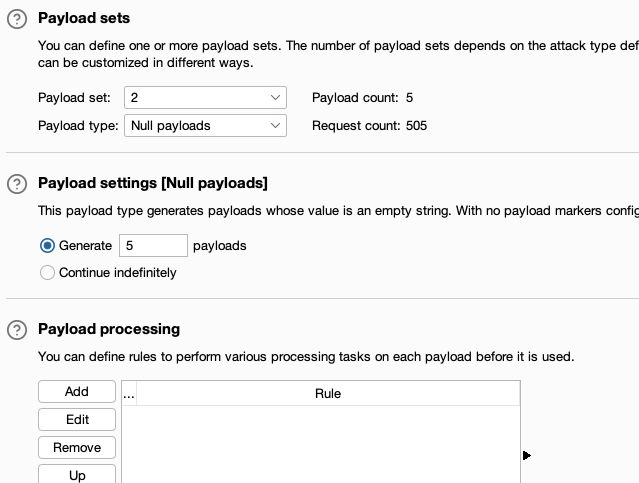 Payload sets
You can define one or more payload sets. The number of payload sets depends on the attack type def
can be customized in different ways.
Payload set: 2 Payload count: 5
Payload type: Null payloads Request count: 505
Payload settings [Null payloads]
This payload type generates payloads whose value is an empty string. With no payload markers config
Generate 5 payloads
Continue indefinitely
Payload processing
You can define rules to perform various processing tasks on each payload before it is used.
Add ... Rule
Edit
Remove
Up